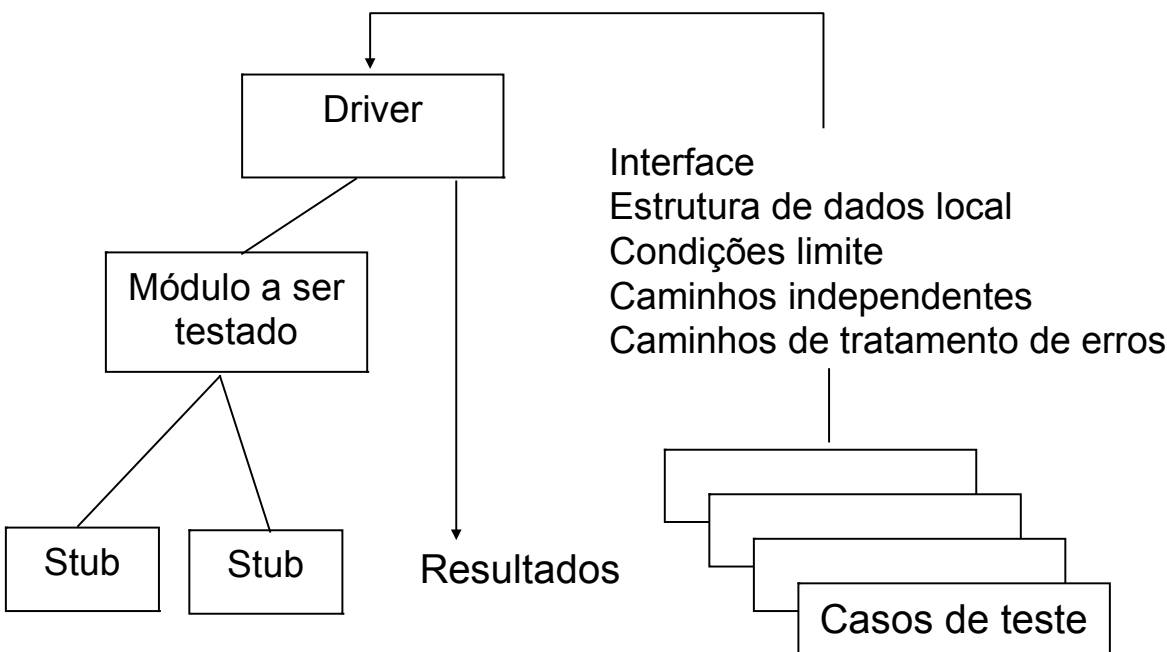 Driver
Interface
Estrutura de dados local
Condições limite
Caminhos independentes
Caminhos de tratamento de erros
Módulo a ser
testado
Stub
Stub
Resultados
Casos de teste